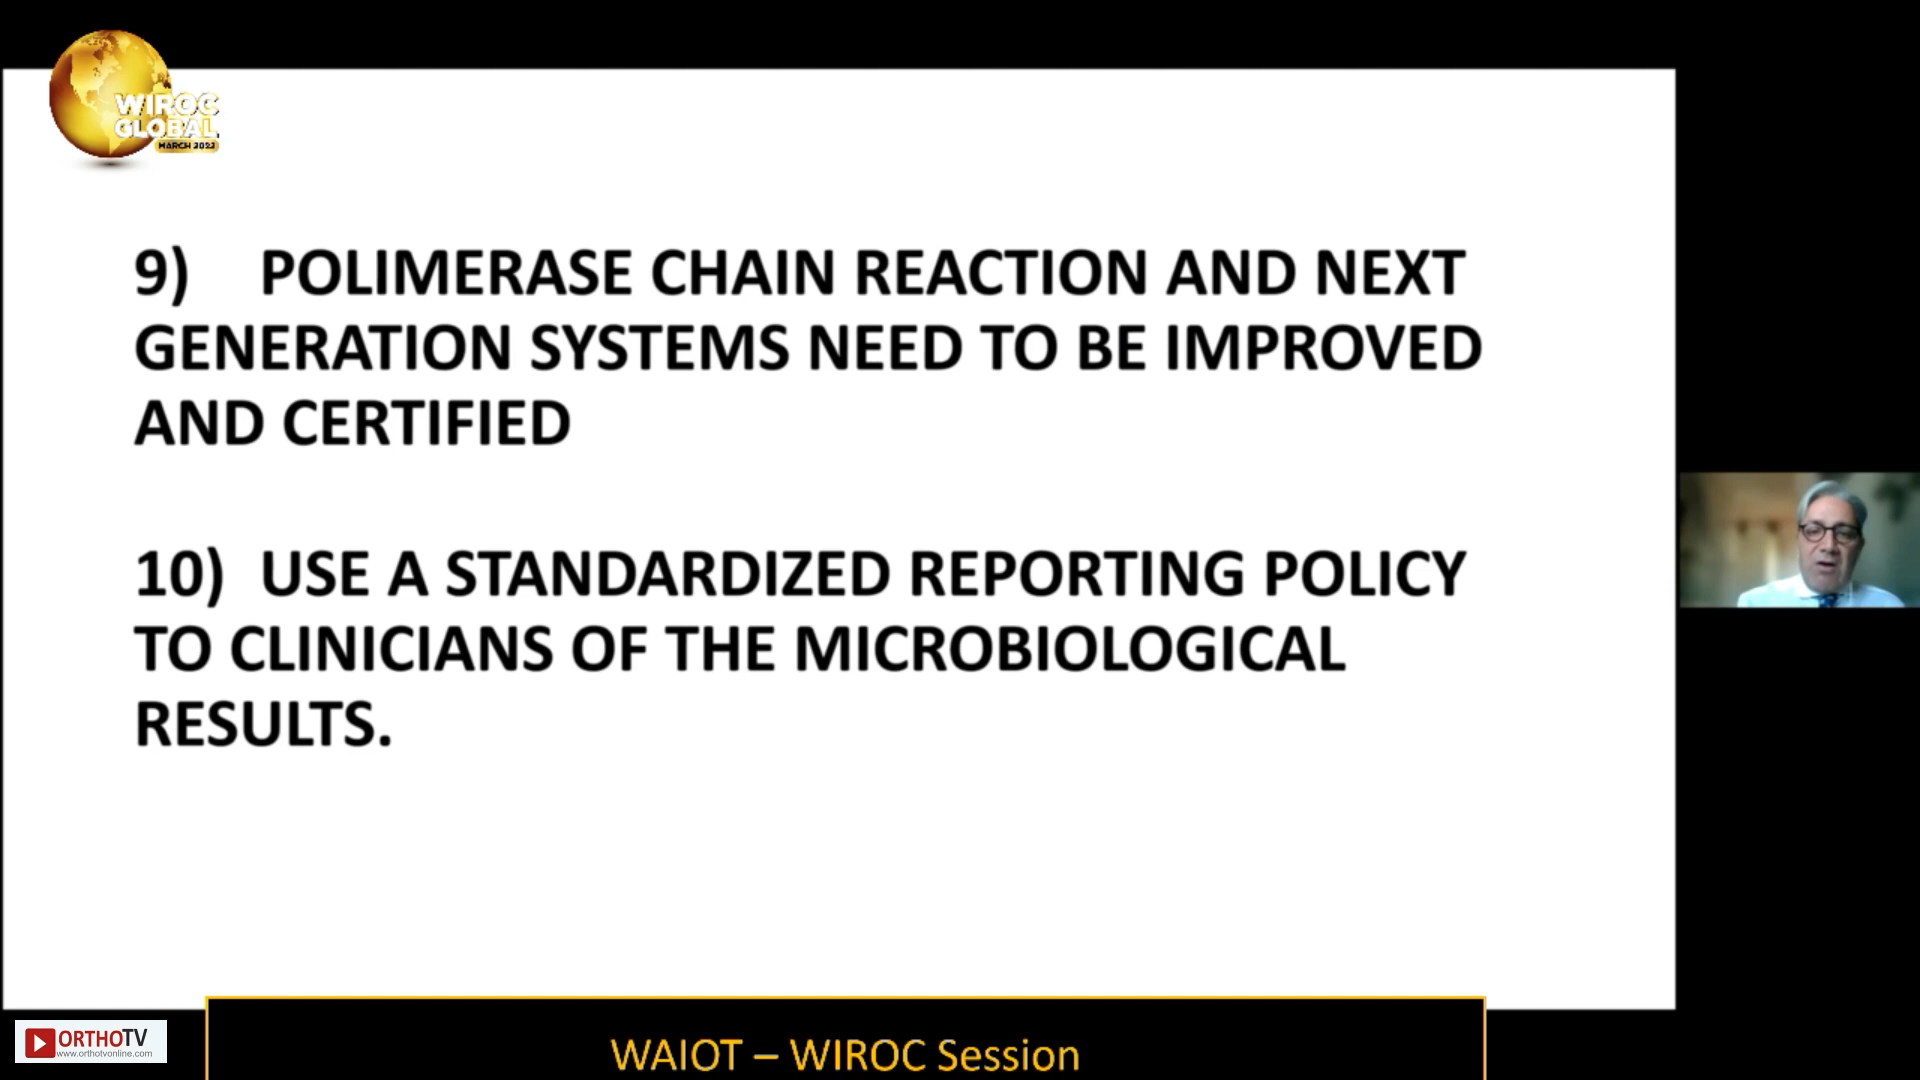 WIROC
GLOBAL
MARCH 2022
9) POLIMERASE CHAIN REACTION AND NEXT
GENERATION SYSTEMS NEED TO BE IMPROVED
AND CERTIFIED
10) USE A STANDARDIZED REPORTING POLICY
TO CLINICIANS OF THE MICROBIOLOGICAL
RESULTS.
ORTHOTV
www.orthotvonline.com
WAIOT – WIROC Session